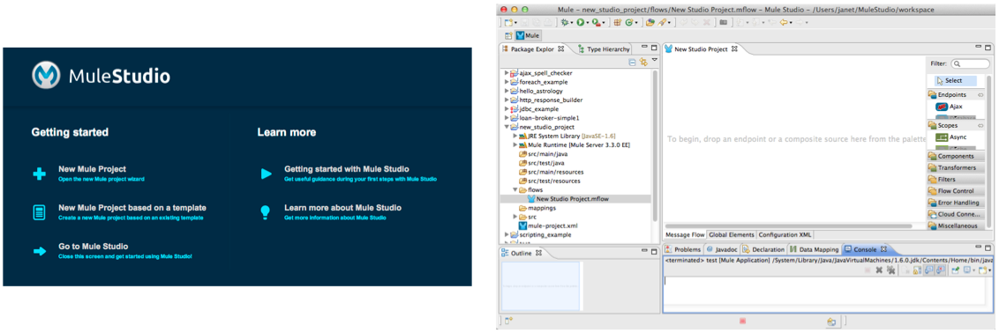 MuleStudio
Getting started
New Mule Project
Open the new Mule project wizard
New Mule Project based on a template
Create a new Mule project based on an existing template
Go to Mule Studio
Close this screen and get started using Mule Studio!
Learn more
Getting started with Mule Studio
Get useful guidance during your first steps with Mule Studio
Learn more about Mule Studio
Get more information about Mule Studio
Mule – new_studio_project/flows/New Studio Project.mflow – Mule Studio – /Users/janet/MuleStudio/workspace
Mule
Package Explor
Type Hierarchy
ajax_spell_checker
foreach_example
hello_astrology
http_response_builder
jdbc_example
loan-broker-simple1
new_studio_project
JRE System Library [JavaSE-1.6]
Mule Runtime [Mule Server 3.3.0 EE]
src/main/java
src/test/java
src/main/resources
src/test/resources
flows
New Studio Project.mflow
mappings
src
mule-project.xml
scripting_example
Outline
New Studio Project
To begin, drop an endpoint or a composite source here from the palette
Filter:
Select
Endpoints
Ajax
Scopes
Async
Components
Transformers
Filters
Flow Control
Error Handling
Cloud Conne...
Miscellaneous
Message Flow Global Elements Configuration XML
Problems @ Javadoc Declaration Data Mapping Console
<terminated> test [Mule Application] /System/Library/Java/JavaVirtualMachines/1.6.0.jdk/Contents/Home/bin/java